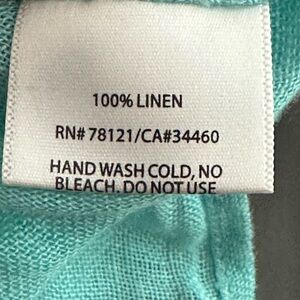 100% LINEN
RN# 78121/CA#34460
HAND WASH COLD, NO
BLEACH. DO NOT USE